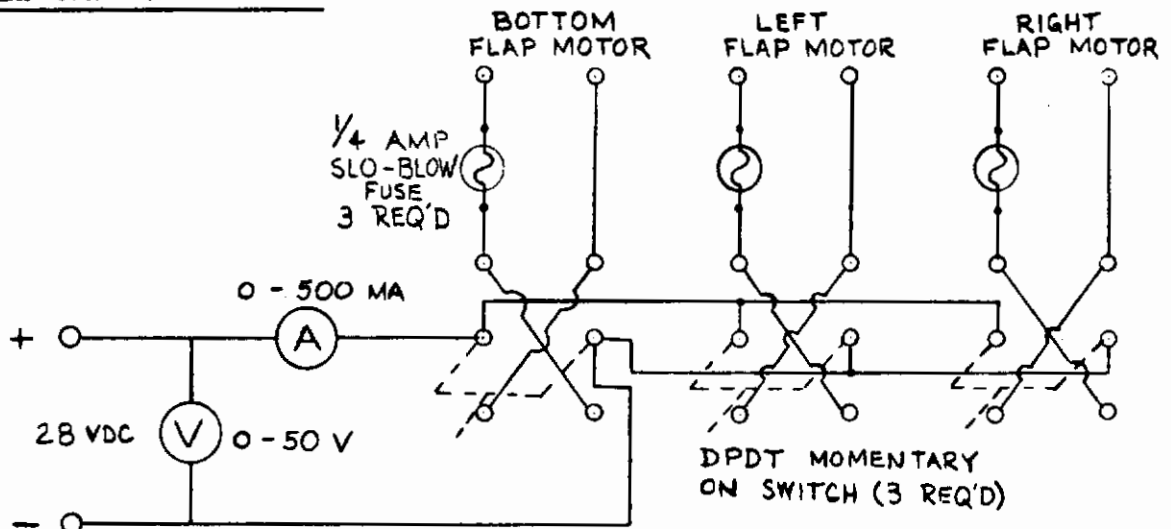 BOTTOM
FLAP MOTOR
LEFT
FLAP MOTOR
RIGHT
FLAP MOTOR
1/4 AMP
SLO-BLOW
FUSE
3 REQ'D
0 - 500 MA
+
A
28 VDC
V
0 - 50 V
DPDT MOMENTARY
ON SWITCH (3 REQ'D)
-